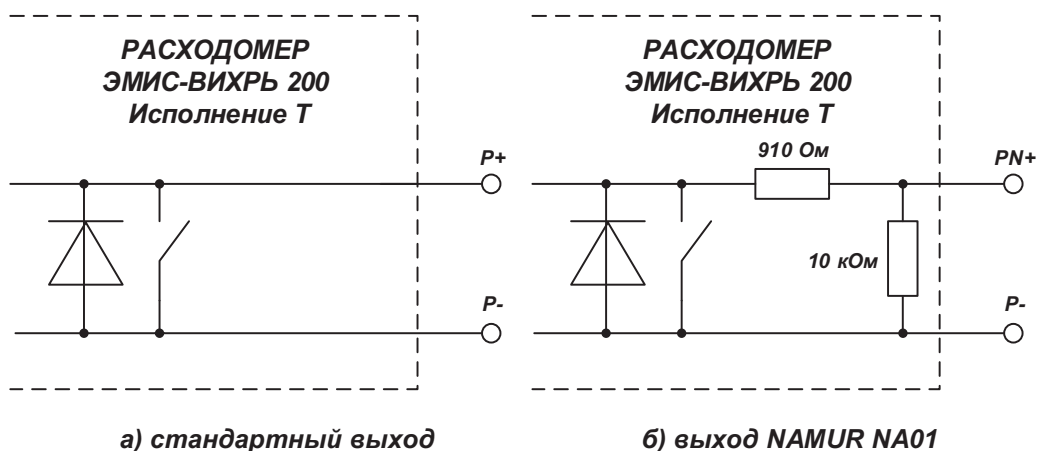 РАСХОДОМЕР
ЭМИС-ВИХРЬ 200
Исполнение Т
P+
P-
а) стандартный выход
РАСХОДОМЕР
ЭМИС-ВИХРЬ 200
Исполнение Т
910 Ом
PN+
10 кОм
P-
б) выход NAMUR NA01